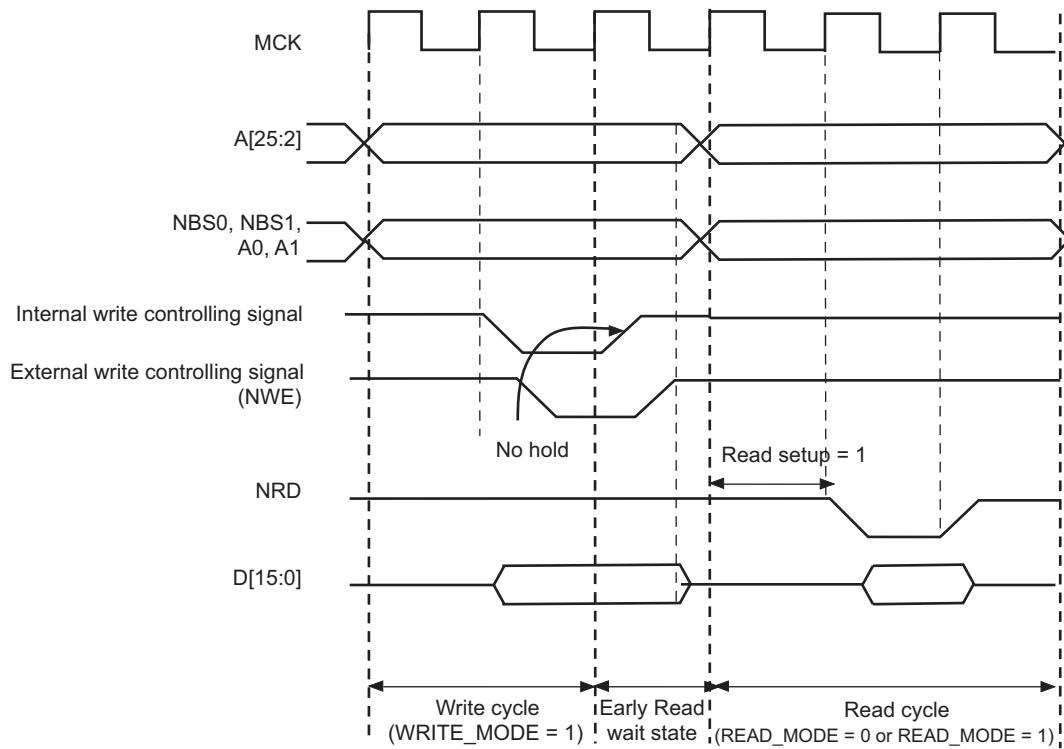 MCK
A[25:2]
NBS0, NBS1,
A0, A1
Internal write controlling signal
External write controlling signal
(NWE)
No hold
Read setup = 1
NRD
D[15:0]
Write cycle
(WRITE_MODE = 1)
Early Read
wait state
Read cycle
(READ_MODE = 0 or READ_MODE = 1)